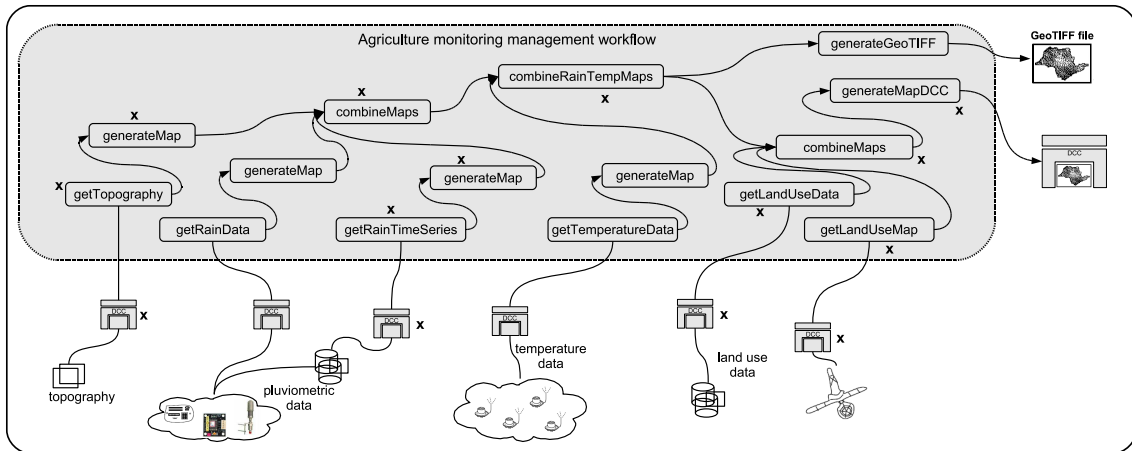 Agriculture monitoring management workflow
generateGeoTIFF
GeoTIFF file
combineRainTempMaps
generateMapDCC
x
x
x
x
combineMaps
x
generateMap
DCC
combineMaps
x
x
generateMap
generateMap
generateMap
x
getTopography
getLandUseData
x
x
getRainData
getRainTimeSeries
getTemperatureData
getLandUseMap
x
DCC
x
DCC
DCC
x
DCC
DCC
x
DCC
x
temperature
data
land use
data
topography
pluviometric
data